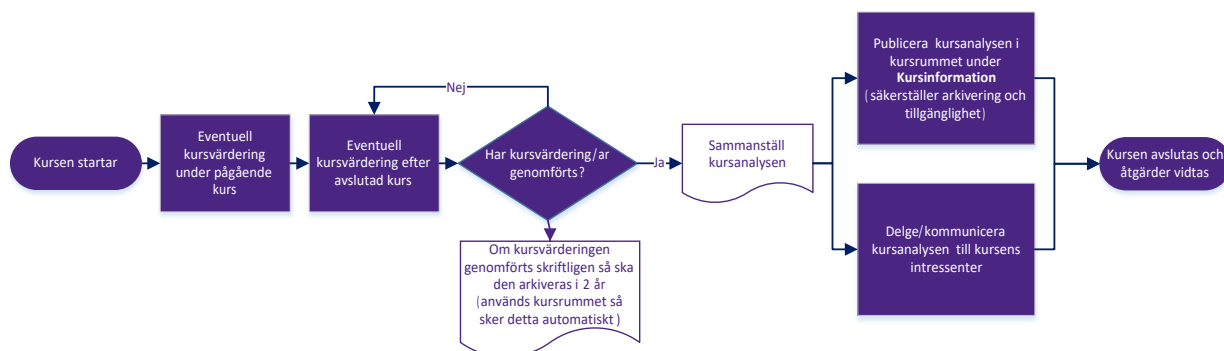 Kursen startar
Eventuell
kursvärdering
under pågående
kurs
Eventuell
kursvärdering efter
avslutad kurs
Nej
Har kursvärdering/ar
genomförts?
Ja
Om kursvärderingen
genomförts skriftligen så ska
den arkiveras i 2 år
(används kursrummet så
sker detta automatiskt )
Sammanställ
kursanalysen
Publicera kursanalysen i
kursrummet under
Kursinformation
( säkerställer arkivering och
tillgänglighet)
Delge/kommunicera
kursanalysen till kursens
intressenter
Kursen avslutas och
åtgärder vidtas